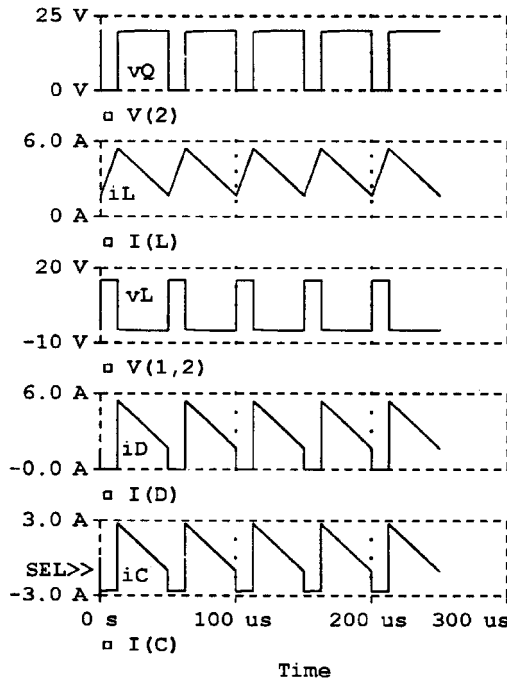 25 V
vQ
0 V
V(2)
6.0 A
iL
0 A
I(L)
20 V
vL
-10 V
V(1,2)
6.0 A
iD
-0.0 A
I(D)
3.0 A
SEL>>
iC
-3.0 A
0 s 100 us 200 us 300 us
I(C)
Time